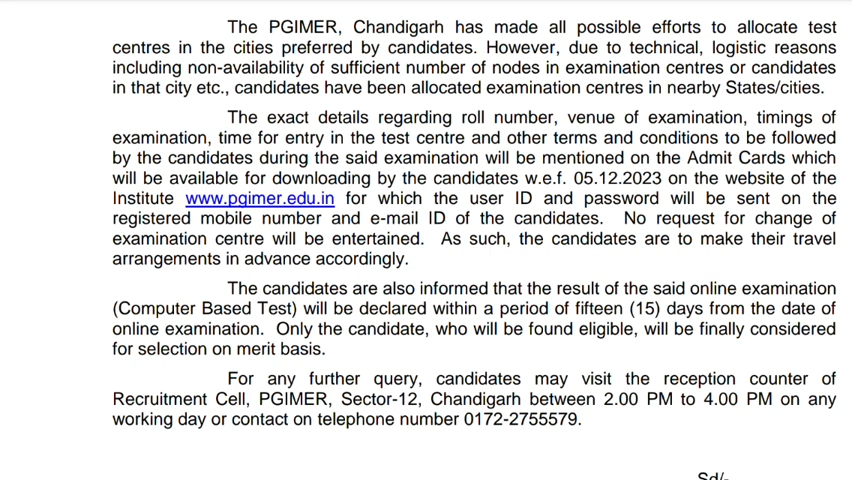 The PGIMER, Chandigarh has made all possible efforts to allocate test
centres in the cities preferred by candidates. However, due to technical, logistic reasons
including non-availability of sufficient number of nodes in examination centres or candidates
in that city etc., candidates have been allocated examination centres in nearby States/cities.
The exact details regarding roll number, venue of examination, timings of
examination, time for entry in the test centre and other terms and conditions to be followed
by the candidates during the said examination will be mentioned on the Admit Cards which
will be available for downloading by the candidates w.e.f. 05.12.2023 on the website of the
Institute www.pgimer.edu.in for which the user ID and password will be sent on the
registered mobile number and e-mail ID of the candidates. No request for change of
examination centre will be entertained. As such, the candidates are to make their travel
arrangements in advance accordingly.
The candidates are also informed that the result of the said online examination
(Computer Based Test) will be declared within a period of fifteen (15) days from the date of
online examination. Only the candidate, who will be found eligible, will be finally considered
for selection on merit basis.
For any further query, candidates may visit the reception counter of
Recruitment Cell, PGIMER, Sector-12, Chandigarh between 2.00 PM to 4.00 PM on any
working day or contact on telephone number 0172-2755579.
Sd/-